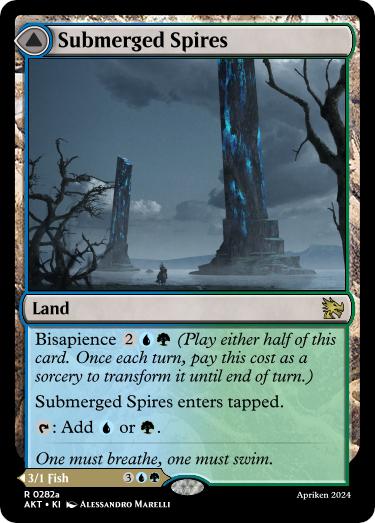 Submerged Spires
Land
Bisapience 2 (Play either half of this
card. Once each turn, pay this cost as a
sorcery to transform it until end of turn.)
Submerged Spires enters tapped.
: Add or .
One must breathe, one must swim.
3/1 Fish 3
R 0282a
AKT • KI Alessandro Marelli
Apriken 2024